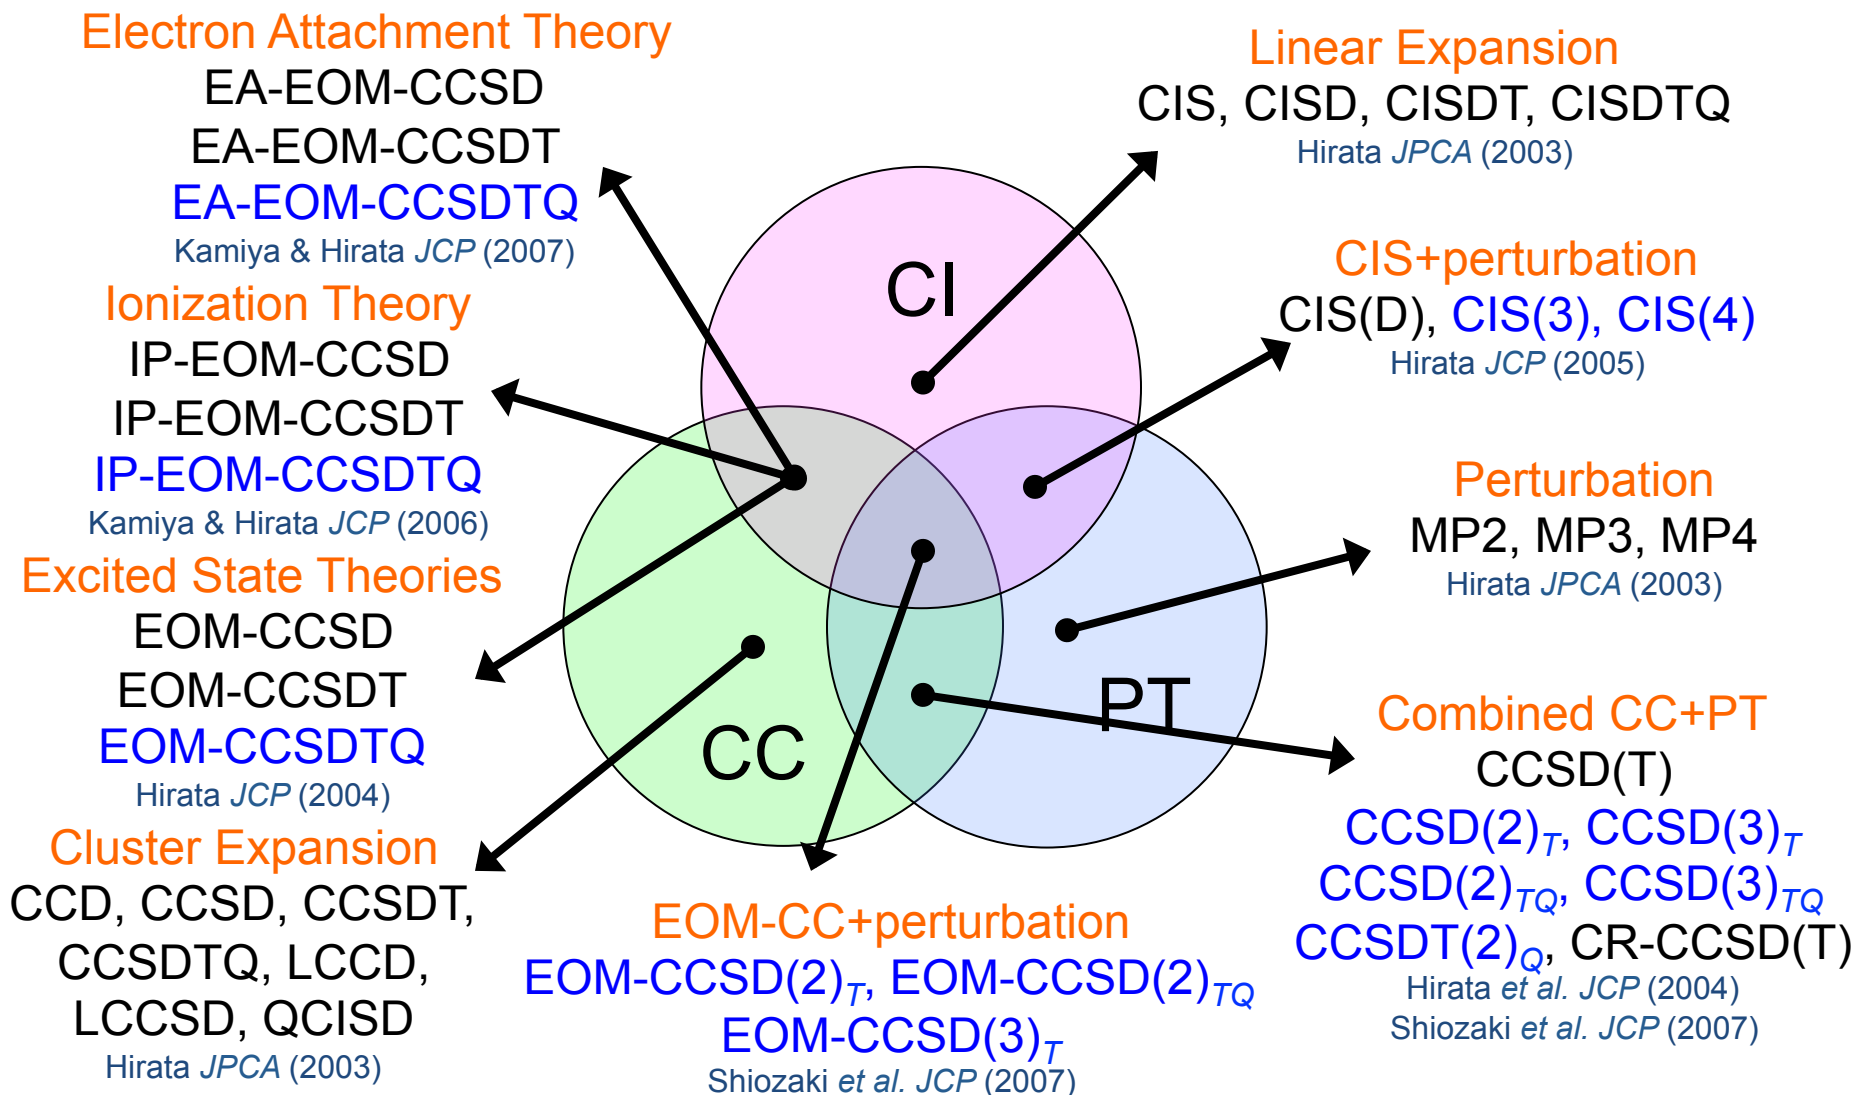 Electron Attachment Theory
EA-EOM-CCSD
EA-EOM-CCSDT
EA-EOM-CCSDTQ
Kamiya & Hirata JCP (2007)
Ionization Theory
IP-EOM-CCSD
IP-EOM-CCSDT
IP-EOM-CCSDTQ
Kamiya & Hirata JCP (2006)
Excited State Theories
EOM-CCSD
EOM-CCSDT
EOM-CCSDTQ
Hirata JCP (2004)
Cluster Expansion
CCD, CCSD, CCSDT,
CCSDTQ, LCCD,
LCCSD, QCISD
Hirata JPCA (2003)
CI
CC
PT
EOM-CC+perturbation
EOM-CCSD(2)T, EOM-CCSD(2)TQ
EOM-CCSD(3)T
Shiozaki et al. JCP (2007)
Linear Expansion
CIS, CISD, CISDT, CISDTQ
Hirata JPCA (2003)
CIS+perturbation
CIS(D), CIS(3), CIS(4)
Hirata JCP (2005)
Perturbation
MP2, MP3, MP4
Hirata JPCA (2003)
Combined CC+PT
CCSD(T)
CCSD(2)T, CCSD(3)T
CCSD(2)TQ, CCSD(3)TQ
CCSDT(2)Q, CR-CCSD(T)
Hirata et al. JCP (2004)
Shiozaki et al. JCP (2007)